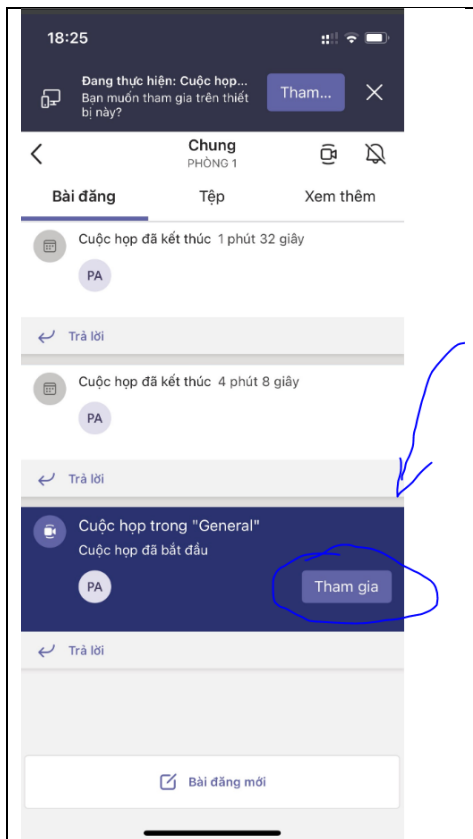 18:25
Đang thực hiện: Cuộc họp...
Bạn muốn tham gia trên thiết
bị này?
Tham...
Chung
PHÒNG 1
Bài đăng Tệp Xem thêm
Cuộc họp đã kết thúc 1 phút 32 giây
PA
Trả lời
Cuộc họp đã kết thúc 4 phút 8 giây
PA
Trả lời
Cuộc họp trong "General"
Cuộc họp đã bắt đầu
PA
Tham gia
Trả lời
Bài đăng mới